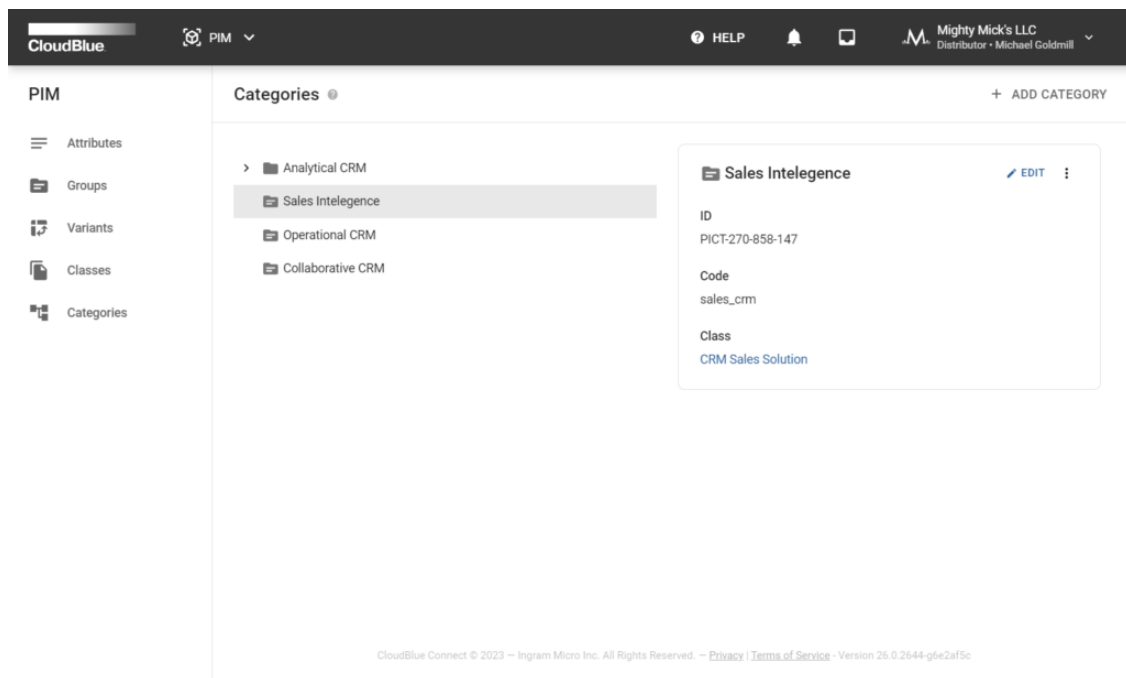 CloudBlue.
PIM
HELP
Mighty Mick's LLC
Distributor • Michael Goldmill
PIM
Categories
+ ADD CATEGORY
Attributes
Groups
Variants
Classes
Categories
Analytical CRM
Sales Intelegence
Operational CRM
Collaborative CRM
Sales Intelegence
EDIT
ID
PICT-270-858-147
Code
sales_crm
Class
CRM Sales Solution
CloudBlue Connect © 2023 — Ingram Micro Inc. All Rights Reserved. — Privacy | Terms of Service - Version 26.0.2644-g6e2af5c